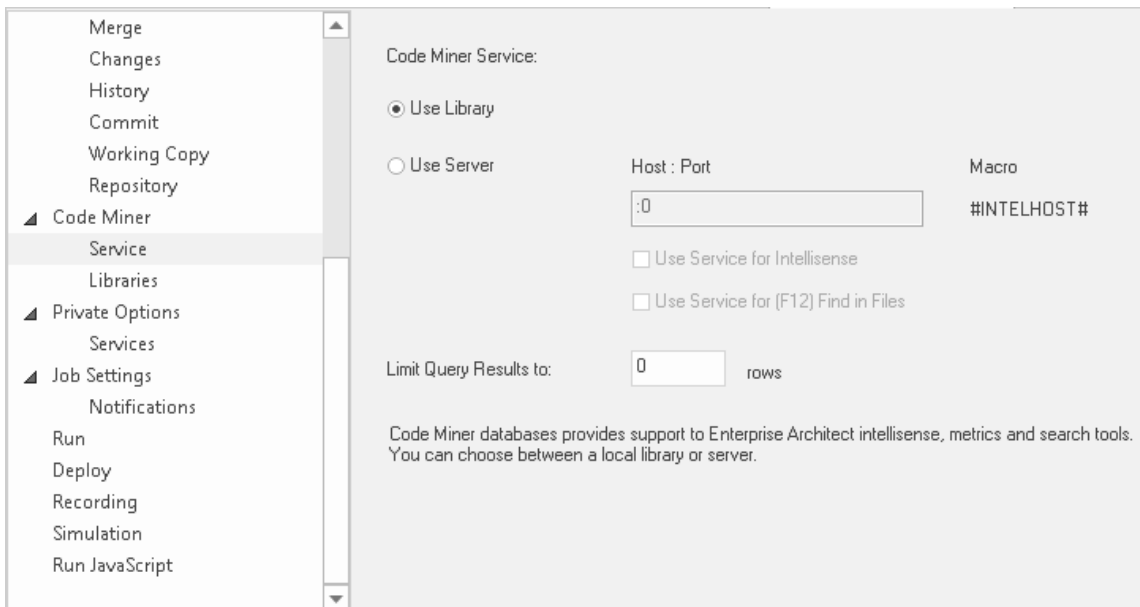 Merge
Changes
History
Commit
Working Copy
Repository
Code Miner
Service
Libraries
Private Options
Services
Job Settings
Notifications
Run
Deploy
Recording
Simulation
Run JavaScript
Code Miner Service:
Use Library
Use Server Host : Port Macro
:0 #INTELHOST#
Use Service for Intellisense
Use Service for (F12) Find in Files
Limit Query Results to: 0 rows
Code Miner databases provides support to Enterprise Architect intellisense, metrics and search tools.
You can choose between a local library or server.